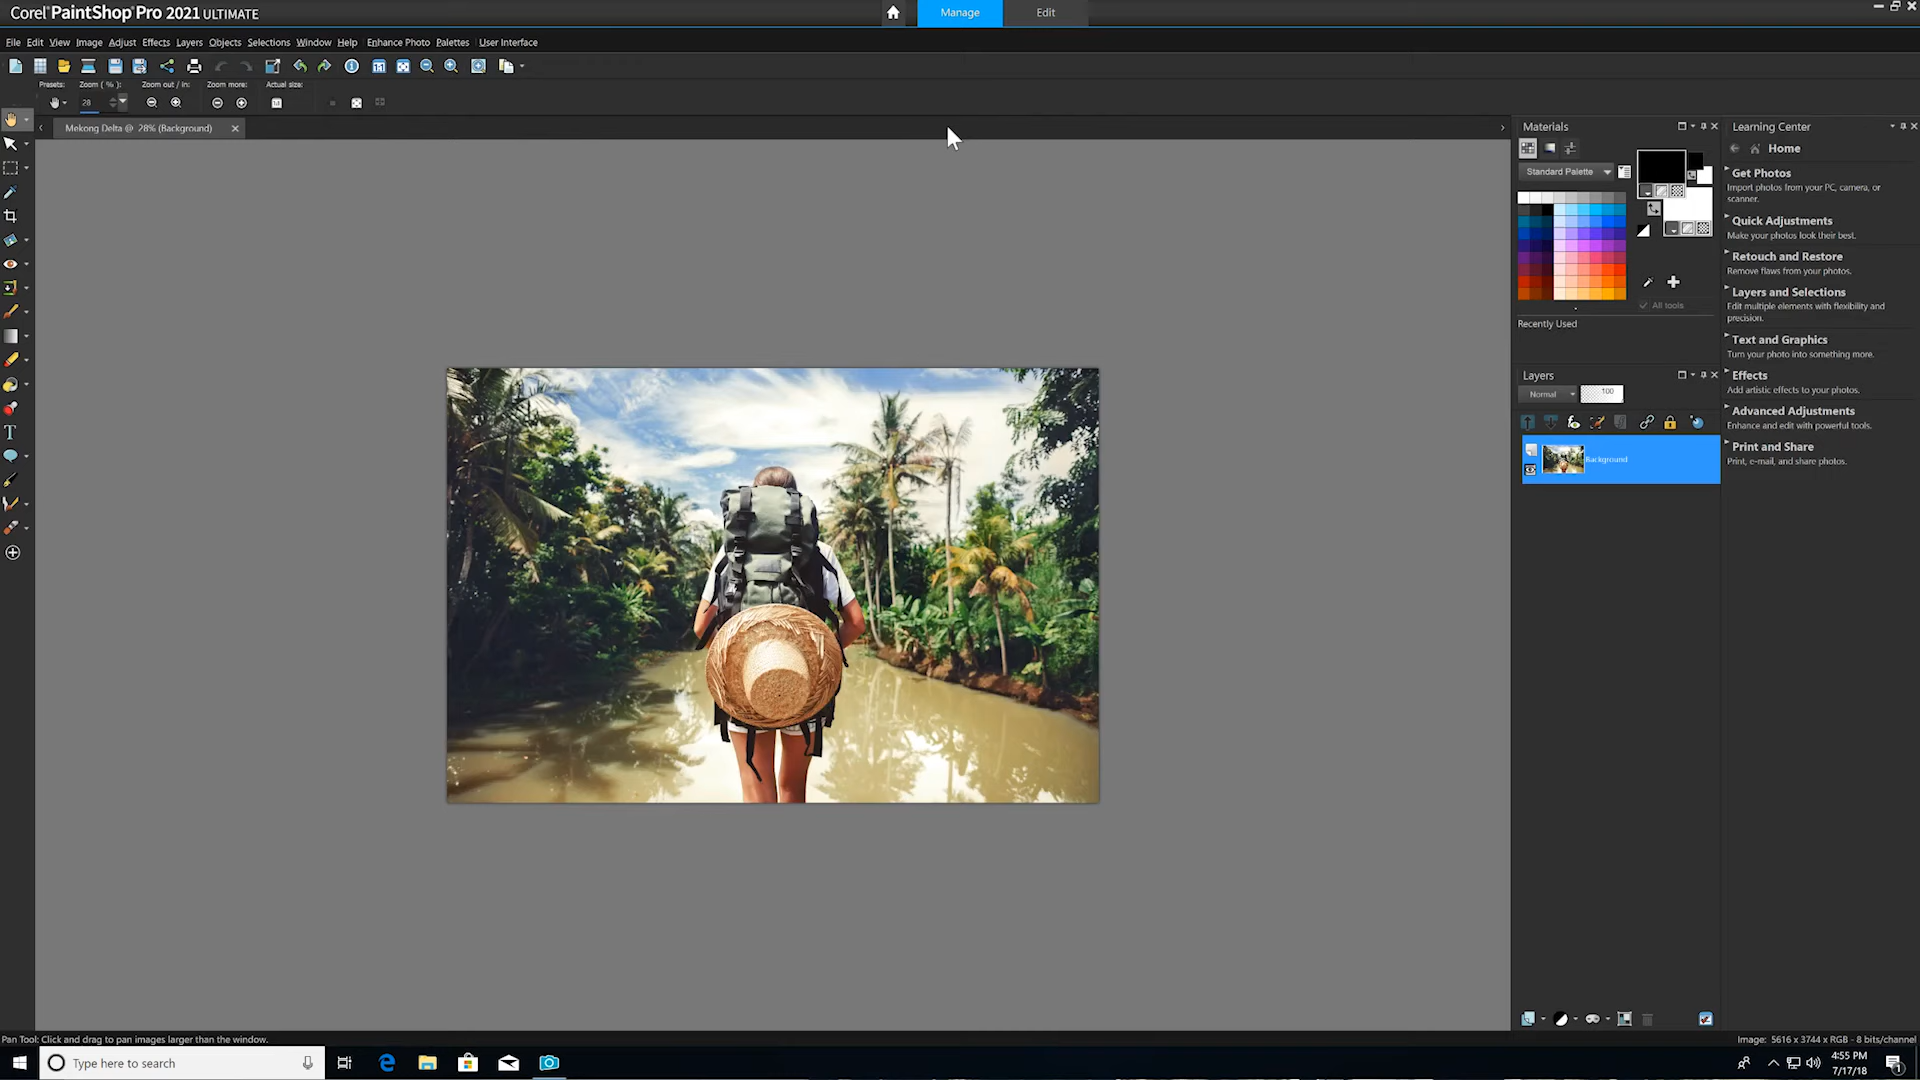 Corel PaintShop Pro 2021 ULTIMATE
Manage
Edit
File Edit View Image Adjust Effects Layers Objects Selections Window Help Enhance Photo Palettes User Interface
Presets: Zoom ( % ): Zoom out / in: Zoom more: Actual size:
28
Mekong Delta @ 28% (Background)
Materials
Standard Palette
All tools
Recently Used
Layers
Normal
100
Background
Learning Center
Home
Get Photos
Import photos from your PC, camera, or
scanner.
Quick Adjustments
Make your photos look their best.
Retouch and Restore
Remove flaws from your photos.
Layers and Selections
Edit multiple elements with flexibility and
precision.
Text and Graphics
Turn your photo into something more.
Effects
Add artistic effects to your photos.
Advanced Adjustments
Enhance and edit with powerful tools.
Print and Share
Print, e-mail, and share photos.
Pan Tool: Click and drag to pan images larger than the window.
Image: 5616 x 3744 x RGB - 8 bits/channel
Type here to search
4:55 PM
7/17/18
1